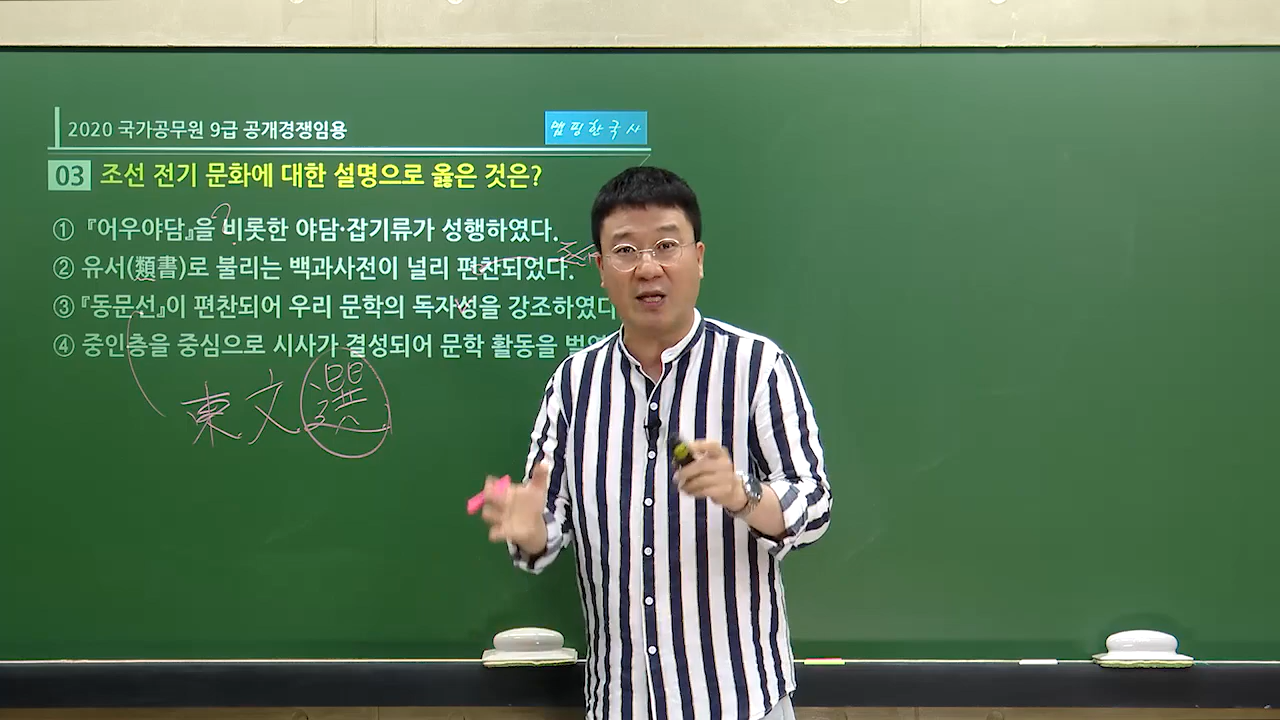 2020 국가공무원 9급 공개경쟁임용
맵핑한국사
03 조선 전기 문화에 대한 설명으로 옳은 것은?
① 『어우야담』을 비롯한 야담·잡기류가 성행하였다.
② 유서(類書)로 불리는 백과사전이 널리 편찬되었다.
③ 『동문선』이 편찬되어 우리 문학의 독자성을 강조하였다
④ 중인층을 중심으로 시사가 결성되어 문학 활동을
東文選